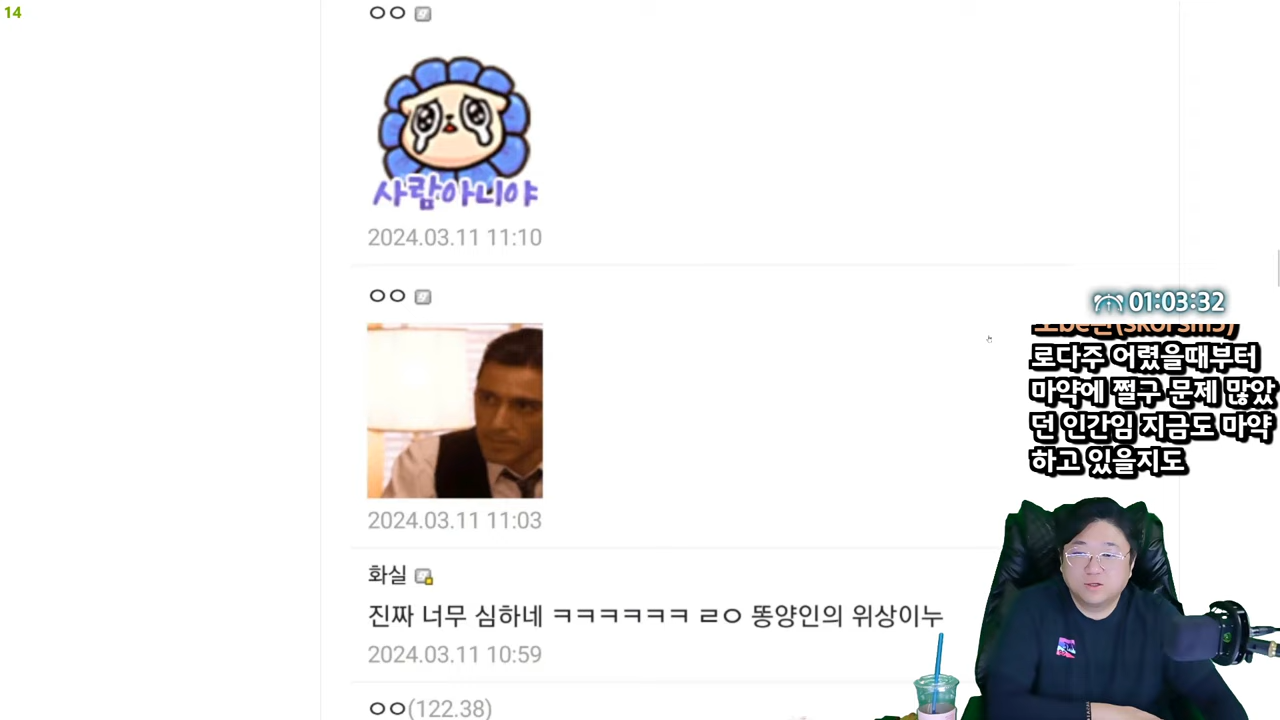 14
ㅇㅇ
사람아니야
2024.03.11 11:10
ㅇㅇ
2024.03.11 11:03
화실
진짜 너무 심하네 ㅋㅋㅋㅋㅋㅋ ㄹㅇ 똥양인의 위상이누
2024.03.11 10:59
ㅇㅇ(122.38)
01:03:32
로다주 어렸을때부터
마약에 쩔구 문제 많았
던 인간임 지금도 마약
하고 있을지도